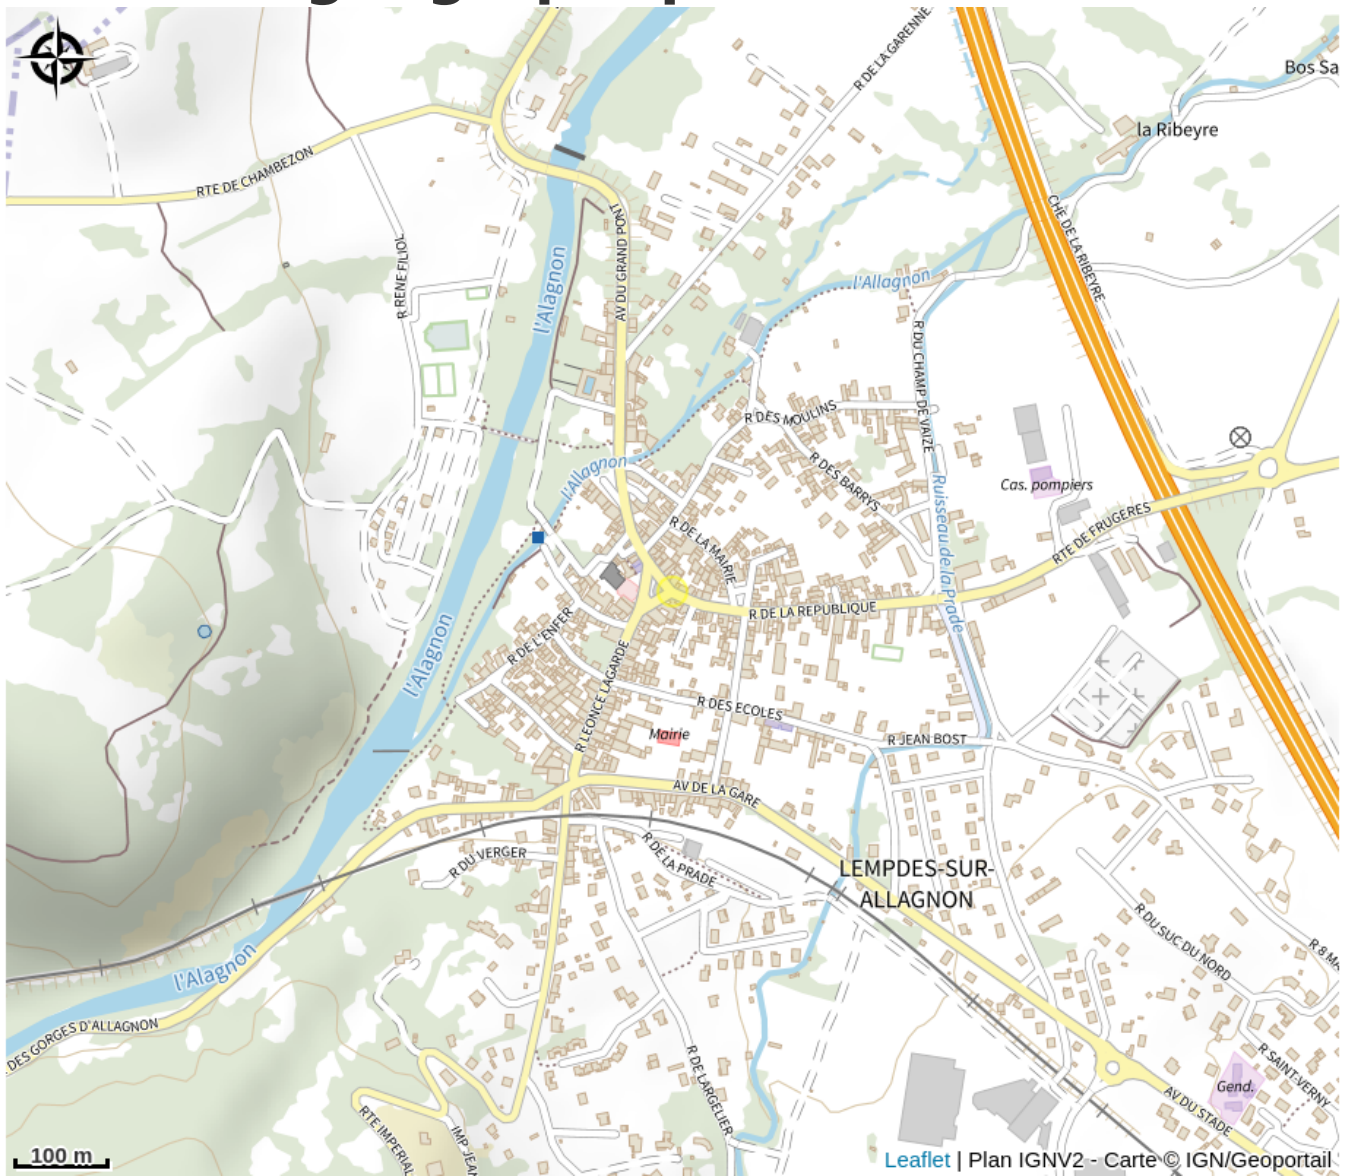 Bos Sa
la Ribeyre
R DE LA GARENNE
RTE DE CHAMBEZON
CHE DE LA RIBEYRE
AV DU GRAND PONT
R RENE FILIOL
l'Alagnon
l'Allagnon
R DU CHAMP DE VAIZE
R DES MOULINS
R DES BARRYS
l'Allagnon
Cas. pompiers
Ruisseau de la Prade
RTE DE FRUGERES
R DE LA MAIRIE
R DE LA REPUBLIQUE
R DE L'ENFER
l'Alagnon
R LEONCE LAGARDE
R DES ECOLES
Mairie
R JEAN BOST
AV DE LA GARE
R DU VERGER
R DE LA PRADE
LEMPDES-SUR-
ALLAGNON
R DU SUC DU NORD
R 8 MA
l'Alagnon
DES GORGES D'ALLAGNON
R DE LARGELIER
R SAINT-VERNY
Gend.
AV DU STADE
RTE IMPERIAL
IMP JEAN
100 m
Leaflet | Plan IGNV2 - Carte © IGN/Geoportail